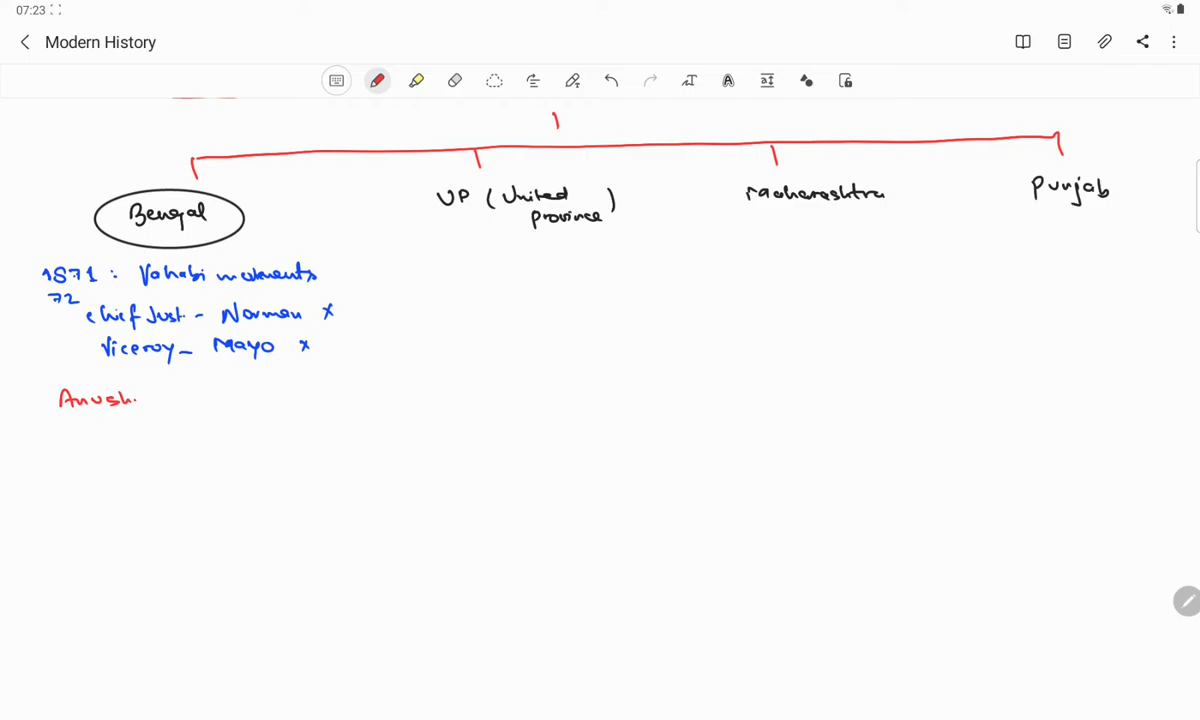 07:23
Modern History
Bengal
UP (United province)
Maharashtra
Punjab
1871 : Vahabi movments
72
chief Just. - Norman x
Viceroy - Mayo x
Anush.